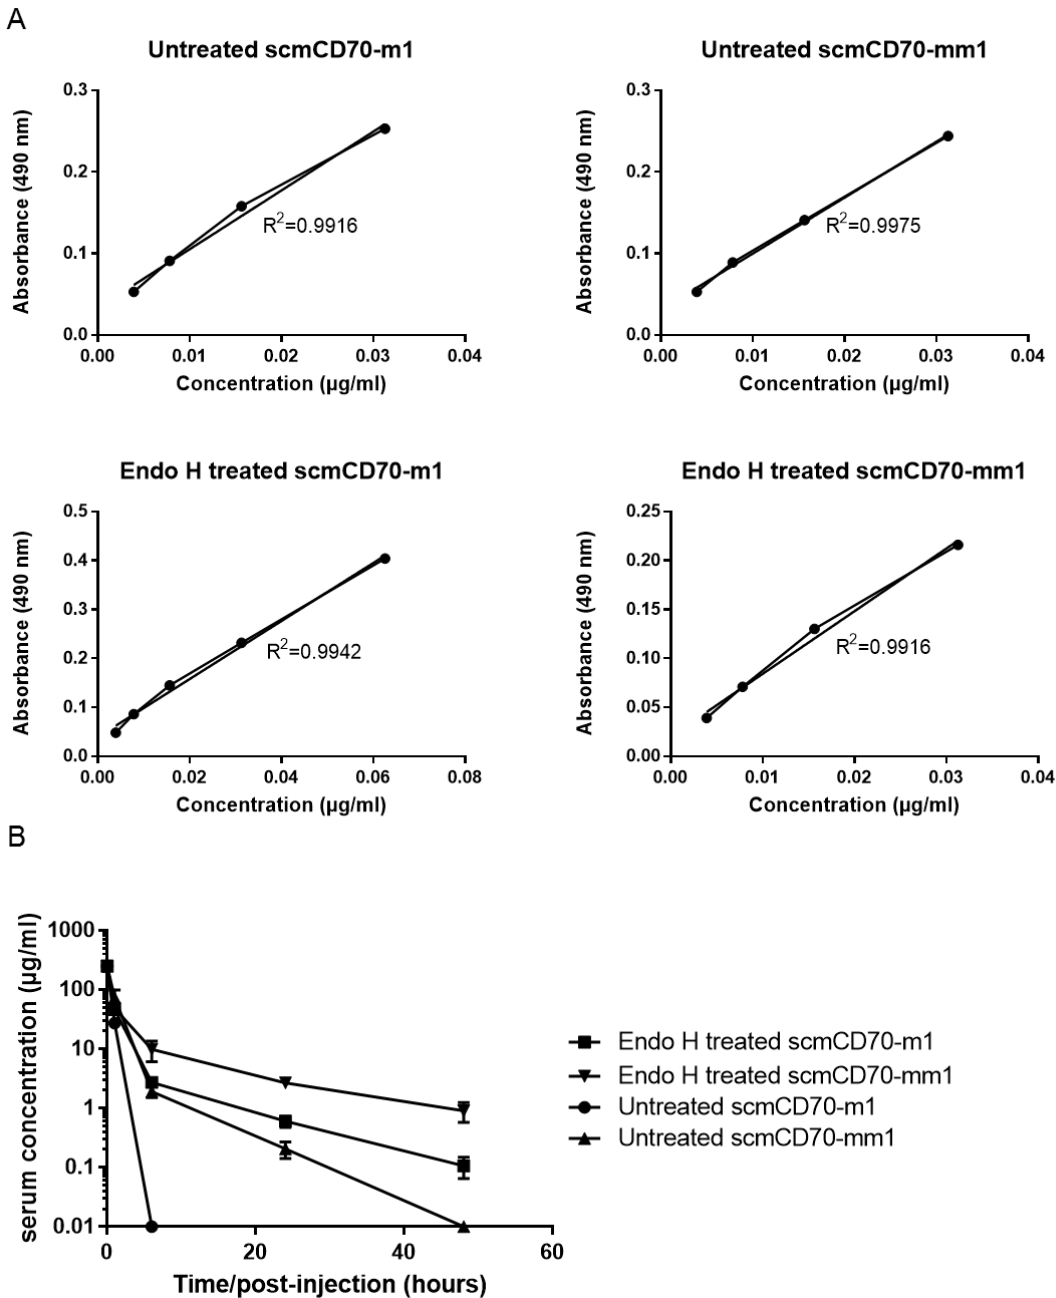 A
Untreated scmCD70-m1
Absorbance (490 nm)
0.3
0.2
0.1
0.0
R²=0.9916
0.00 0.01 0.02 0.03 0.04
Concentration (µg/ml)
Untreated scmCD70-mm1
Absorbance (490 nm)
0.3
0.2
0.1
0.0
R²=0.9975
0.00 0.01 0.02 0.03 0.04
Concentration (µg/ml)
Endo H treated scmCD70-m1
Absorbance (490 nm)
0.5
0.4
0.3
0.2
0.1
0.0
R²=0.9942
0.00 0.02 0.04 0.06 0.08
Concentration (µg/ml)
Endo H treated scmCD70-mm1
Absorbance (490 nm)
0.25
0.20
0.15
0.10
0.05
0.00
R²=0.9916
0.00 0.01 0.02 0.03 0.04
Concentration (µg/ml)
B
serum concentration (µg/ml)
1000
100
10
1
0.1
0.01
0 20 40 60
Time/post-injection (hours)
Endo H treated scmCD70-m1
Endo H treated scmCD70-mm1
Untreated scmCD70-m1
Untreated scmCD70-mm1